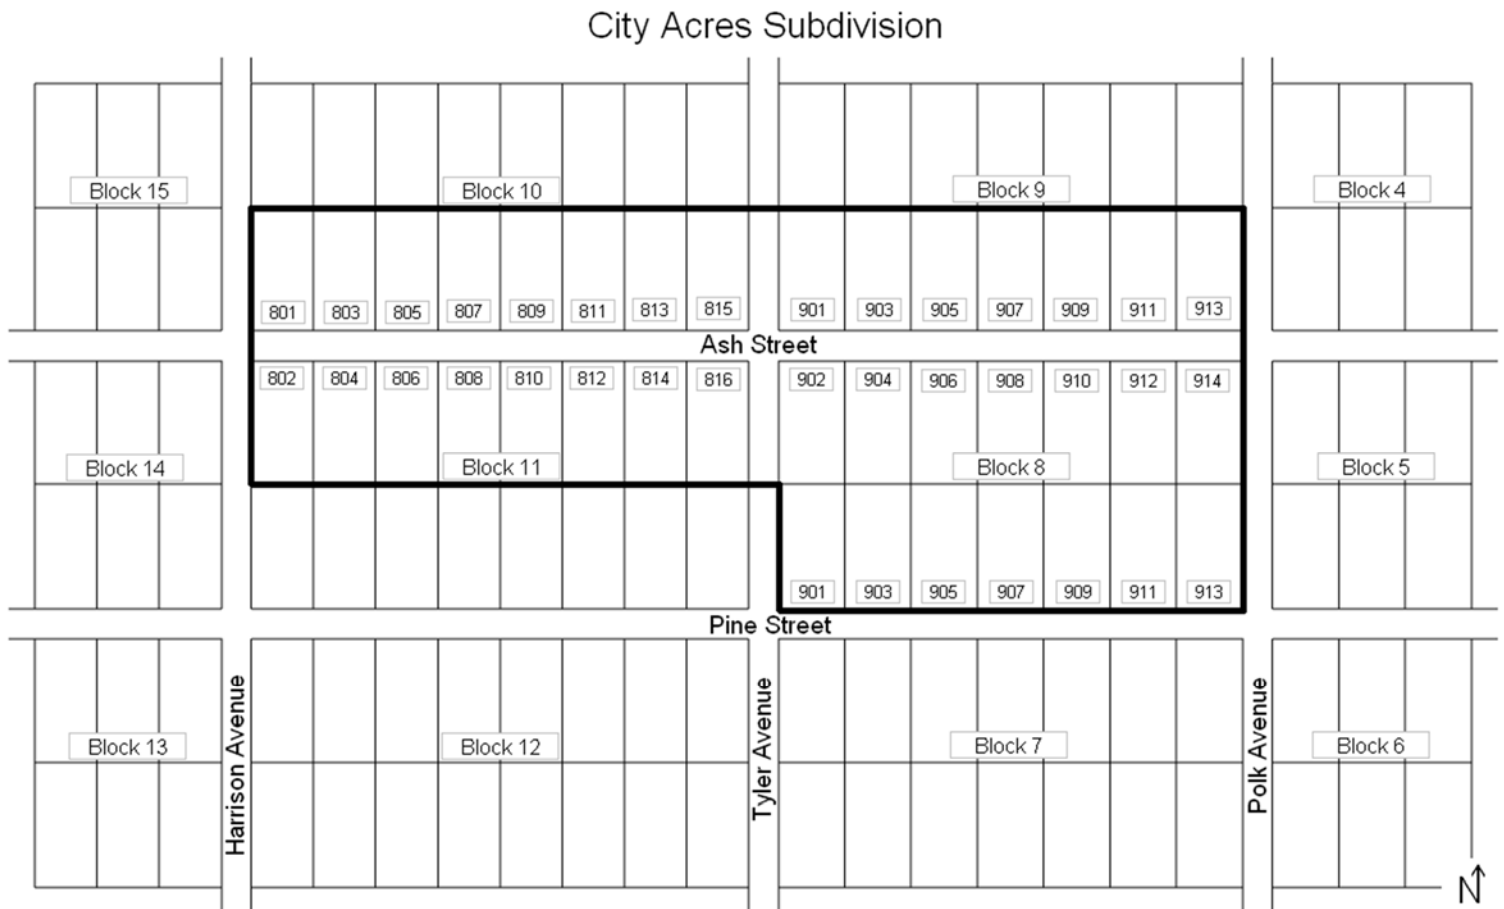 City Acres Subdivision
Block 15
Block 10
Block 9
Block 4
801 803 805 807 809 811 813 815 901 903 905 907 909 911 913
Ash Street
802 804 806 808 810 812 814 816 902 904 906 908 910 912 914
Block 14
Block 11
Block 8
Block 5
901 903 905 907 909 911 913
Pine Street
Harrison Avenue
Tyler Avenue
Polk Avenue
Block 13
Block 12
Block 7
Block 6
N